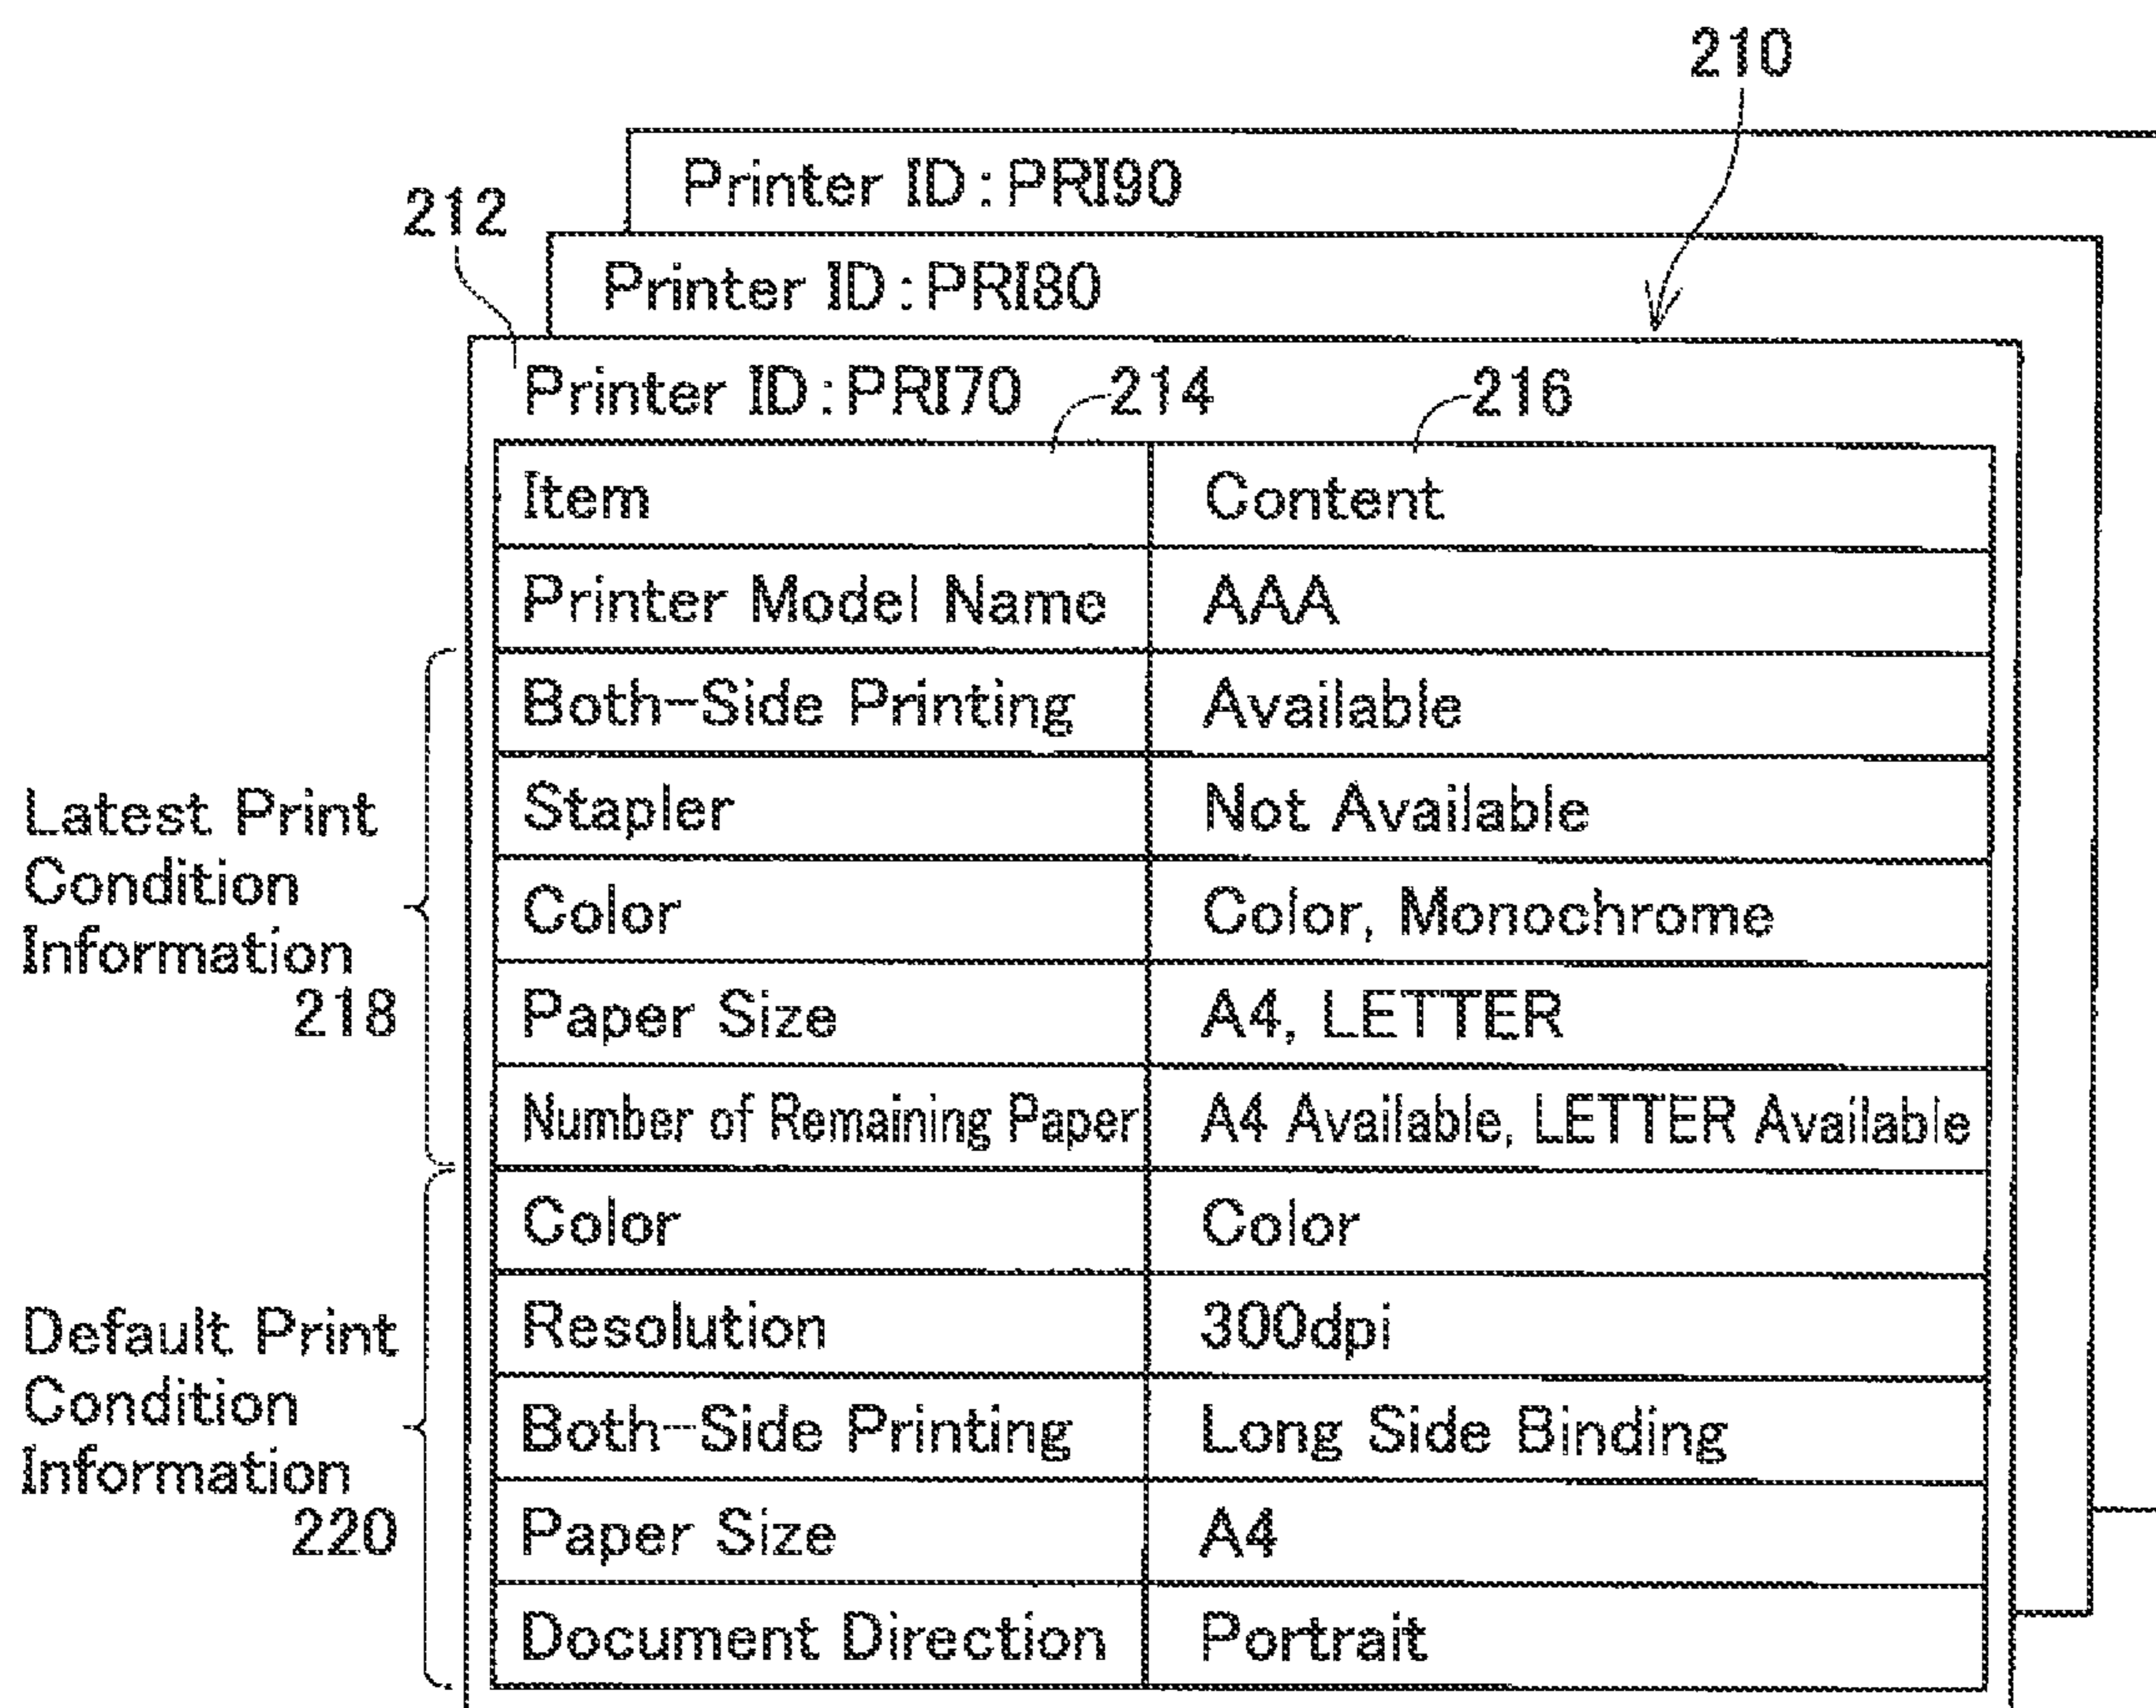 210
Printer ID:PRI90
212
Printer ID:PRI80
Printer ID:PRI70
214
216
Item Content
Printer Model Name AAA
Both-Side Printing Available
Stapler Not Available
Color Color, Monochrome
Paper Size A4, LETTER
Number of Remaining Paper A4 Available, LETTER Available
Latest Print
Condition
Information
218
Color Color
Resolution 300dpi
Both-Side Printing Long Side Binding
Paper Size A4
Document Direction Portrait
Default Print
Condition
Information
220